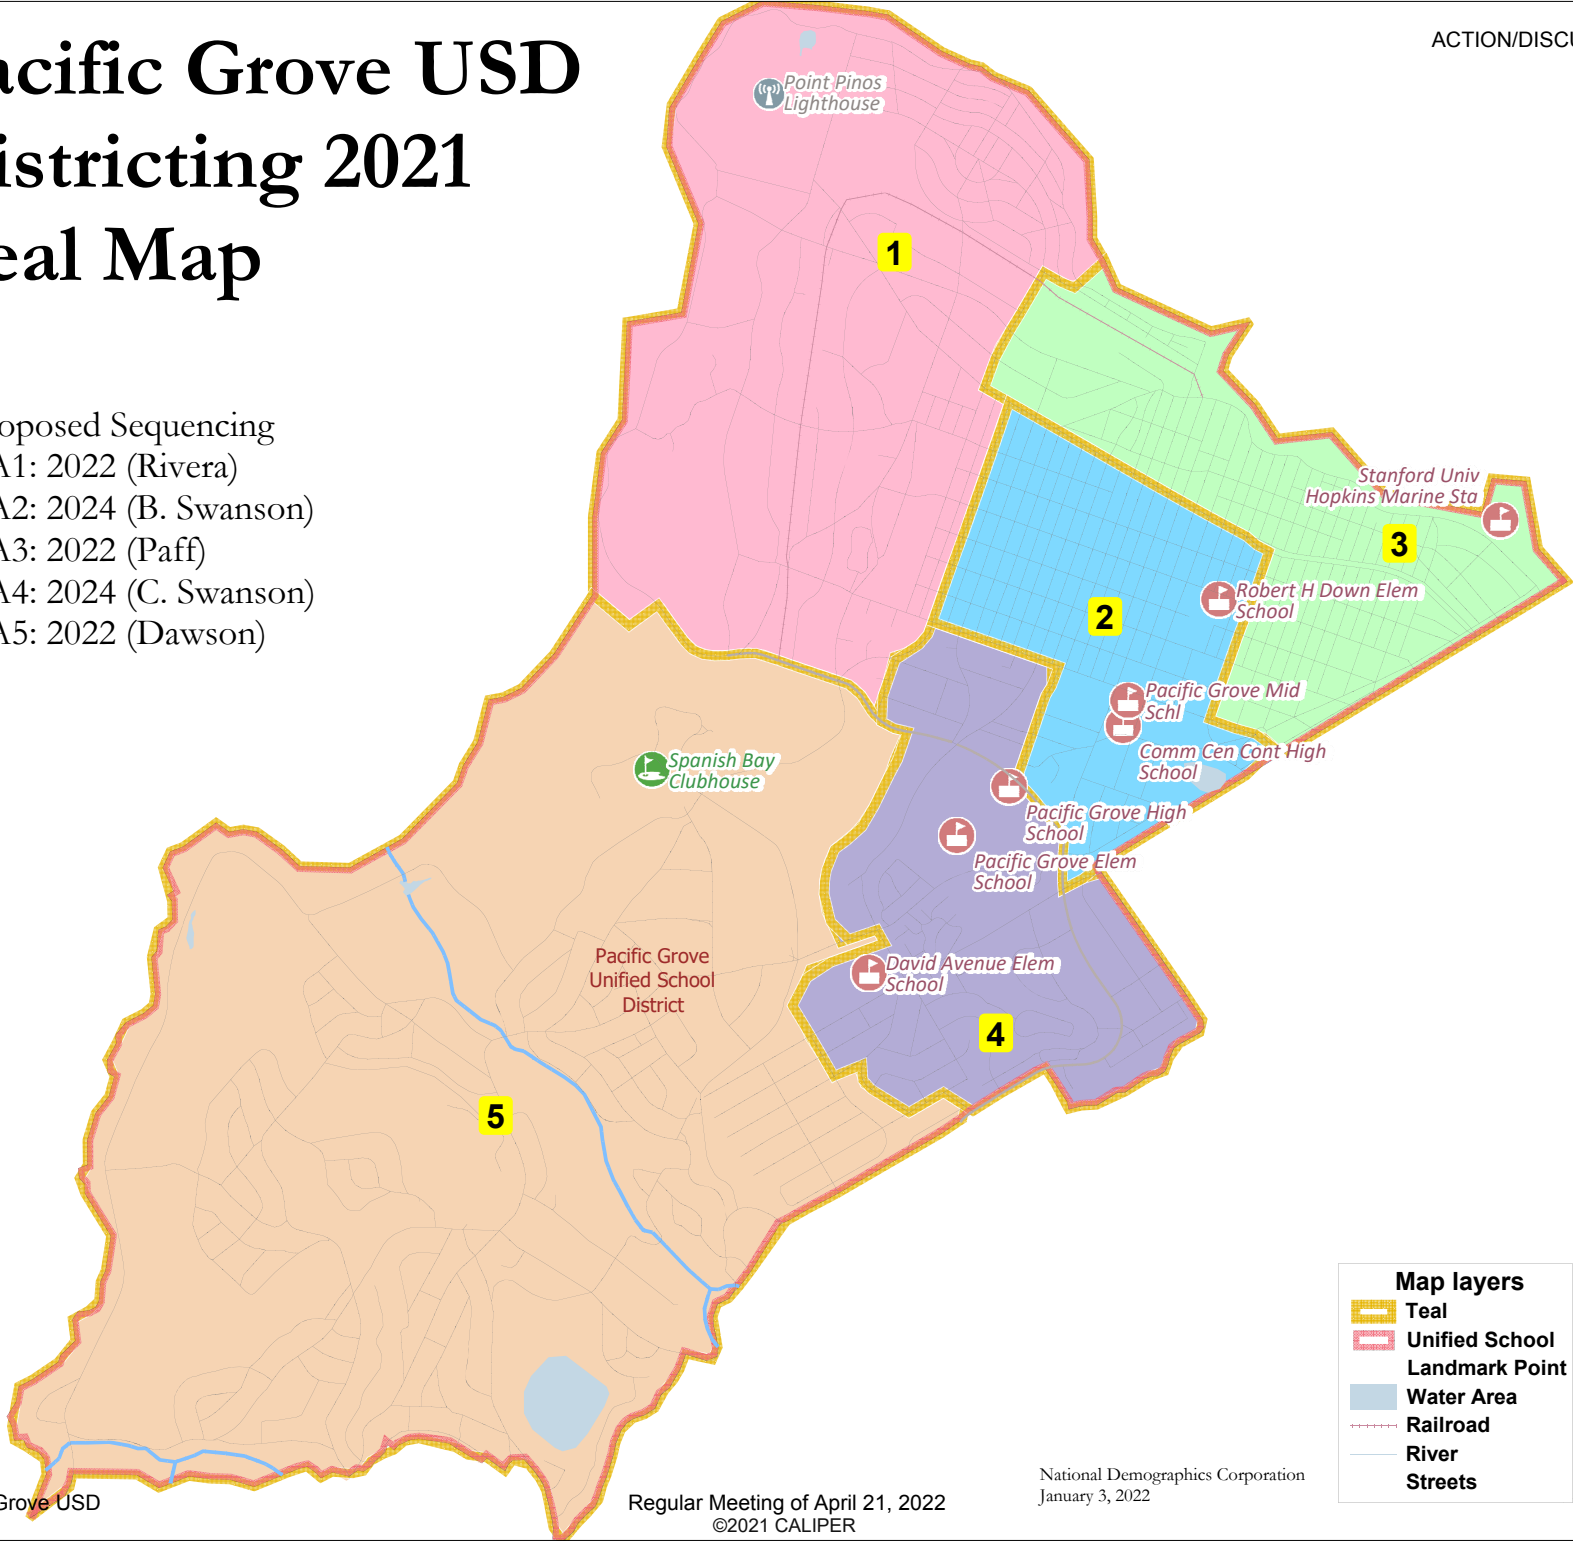 acific Grove USD
istricting 2021
eal Map
ACTION/DISCU
oposed Sequencing
A1: 2022 (Rivera)
A2: 2024 (B. Swanson)
A3: 2022 (Paff)
A4: 2024 (C. Swanson)
A5: 2022 (Dawson)
Point Pinos
Lighthouse
1
Stanford Univ
Hopkins Marine Sta
3
Robert H Down Elem
School
2
Pacific Grove Mid
Schl
Comm Cen Cont High
School
Spanish Bay
Clubhouse
Pacific Grove High
School
Pacific Grove Elem
School
Pacific Grove
Unified School
District
David Avenue Elem
School
4
5
Map layers
Teal
Unified School
Landmark Point
Water Area
Railroad
River
Streets
National Demographics Corporation
January 3, 2022
Grove USD
Regular Meeting of April 21, 2022
©2021 CALIPER